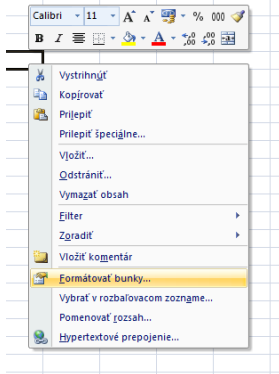 Calibri 11 A A % 000
B I A ,00 ,00
Vystrihnúť
Kopírovať
Prilepiť
Prilepiť špeciálne...
Vložiť...
Odstrániť...
Vymazať obsah
Filter
Zoradiť
Vložiť komentár
Formátovať bunky...
Vybrať v rozbaľovacom zozname...
Pomenovať rozsah...
Hypertextové prepojenie...